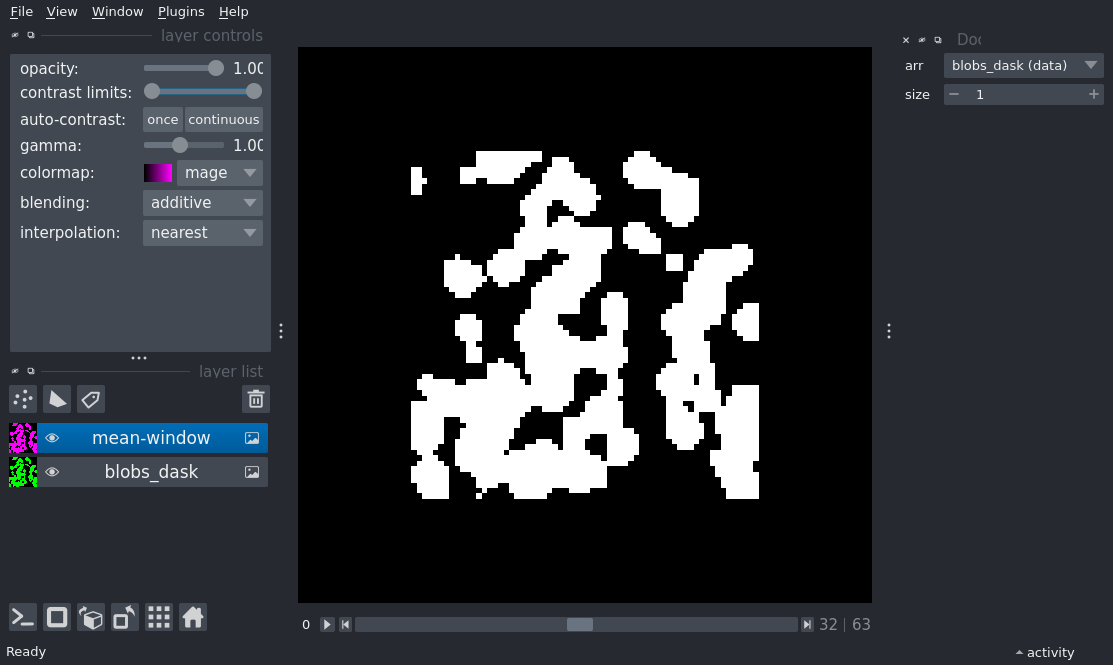 File View Window Plugins Help
layer controls
opacity: 1.00
contrast limits:
auto-contrast: once continuous
gamma: 1.00
colormap: mage
blending: additive
interpolation: nearest
layer list
mean-window
blobs_dask
0 32 | 63
Ready
Doc
arr blobs_dask (data)
size 1
activity